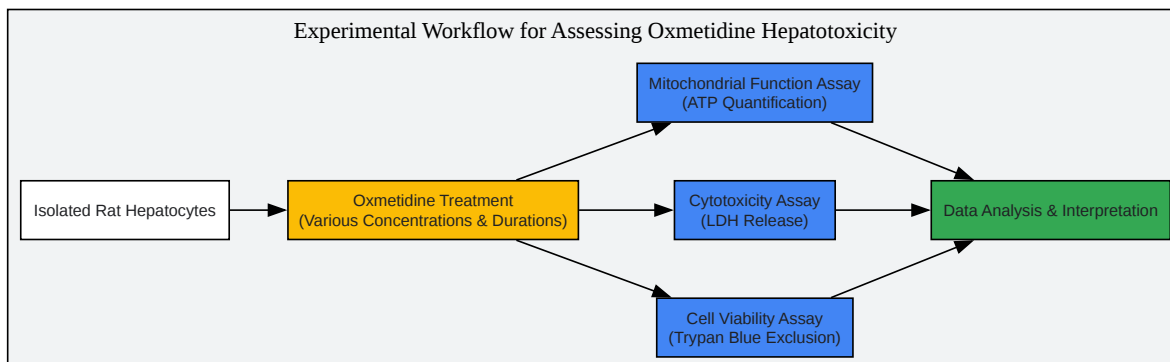 Experimental Workflow for Assessing Oxmetidine Hepatotoxicity
Isolated Rat Hepatocytes
Oxmetidine Treatment
(Various Concentrations & Durations)
Mitochondrial Function Assay
(ATP Quantification)
Cytotoxicity Assay
(LDH Release)
Cell Viability Assay
(Trypan Blue Exclusion)
Data Analysis & Interpretation